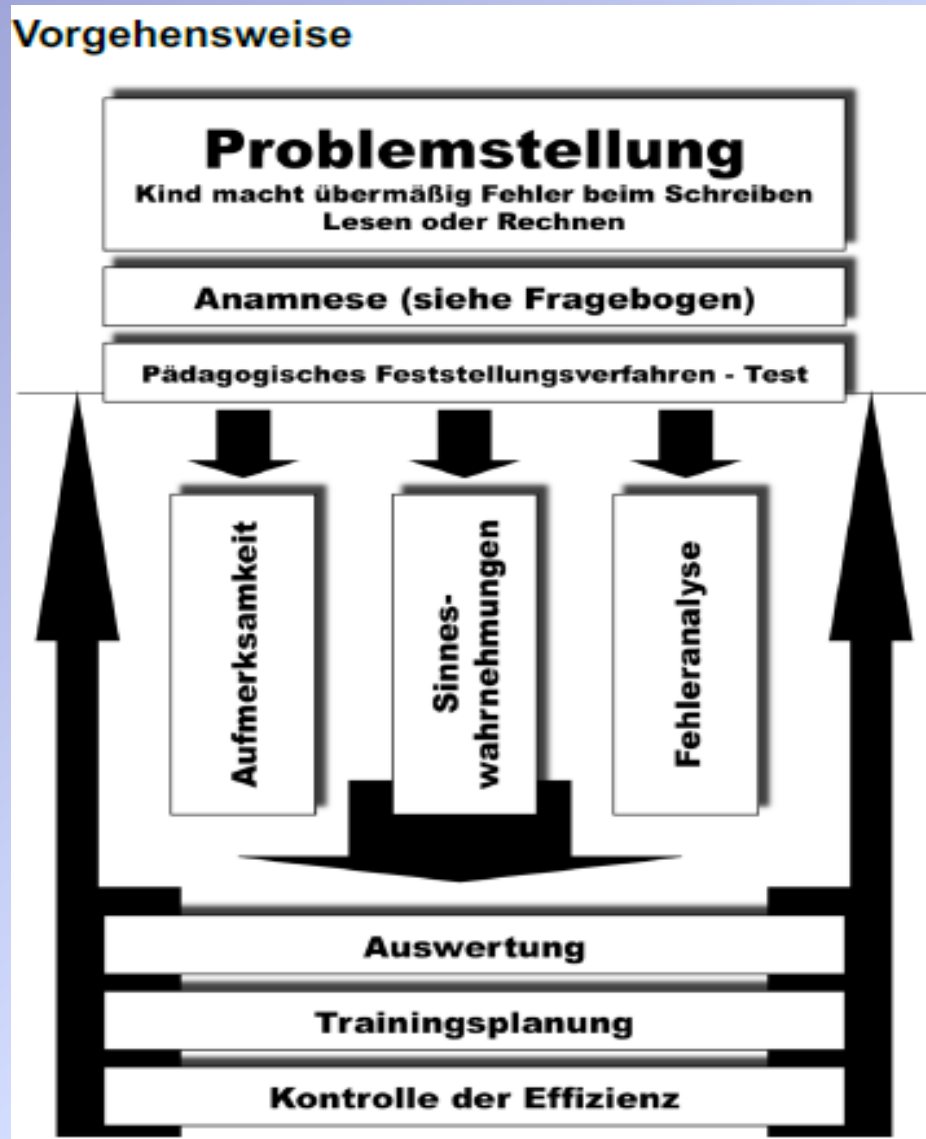 Vorgehensweise
Problemstellung
Kind macht übermäßig Fehler beim Schreiben
Lesen oder Rechnen
Anamnese (siehe Fragebogen)
Pädagogisches Feststellungsverfahren - Test
Aufmerksamkeit
Sinnes-
wahrnehmungen
Fehleranalyse
Auswertung
Trainingsplanung
Kontrolle der Effizienz